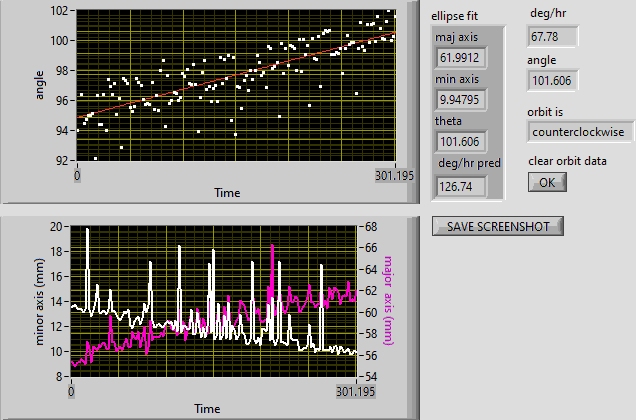 102
100
98
96
94
92
angle
0
301.195
Time
ellipse fit
maj axis
61.9912
min axis
9.94795
theta
101.606
deg/hr pred
126.74
deg/hr
67.78
angle
101.606
orbit is
counterclockwise
clear orbit data
OK
SAVE SCREENSHOT
20
18
16
14
12
10
8
minor axis (mm)
68
66
64
62
60
58
56
54
major axis (mm)
0
301.195
Time